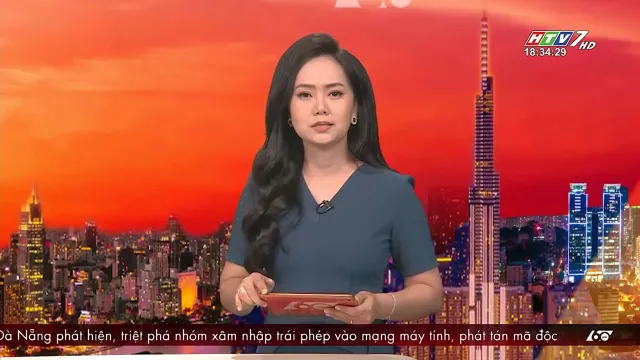 HTV7 HD
18:34:29
Đà Nẵng phát hiện, triệt phá nhóm xâm nhập trái phép vào mạng máy tính, phát tán mã độc